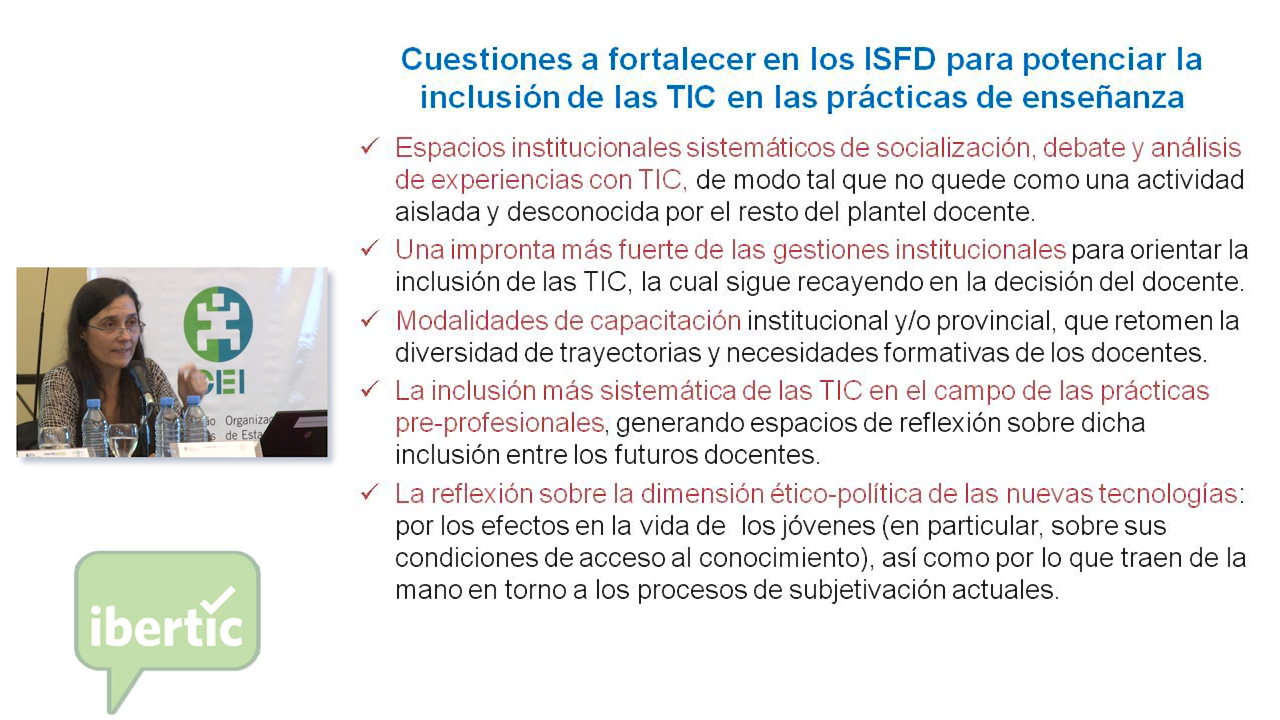 Cuestiones a fortalecer en los ISFD para potenciar la
inclusión de las TIC en las prácticas de enseñanza
✓ Espacios institucionales sistemáticos de socialización, debate y análisis
de experiencias con TIC, de modo tal que no quede como una actividad
aislada y desconocida por el resto del plantel docente.
✓ Una impronta más fuerte de las gestiones institucionales para orientar la
inclusión de las TIC, la cual sigue recayendo en la decisión del docente.
✓ Modalidades de capacitación institucional y/o provincial, que retomen la
diversidad de trayectorias y necesidades formativas de los docentes.
✓ La inclusión más sistemática de las TIC en el campo de las prácticas
pre-profesionales, generando espacios de reflexión sobre dicha
inclusión entre los futuros docentes.
✓ La reflexión sobre la dimensión ético-política de las nuevas tecnologías:
por los efectos en la vida de los jóvenes (en particular, sobre sus
condiciones de acceso al conocimiento), así como por lo que traen de la
mano en torno a los procesos de subjetivación actuales.
OEI
Organiza
de Esta
ibertic